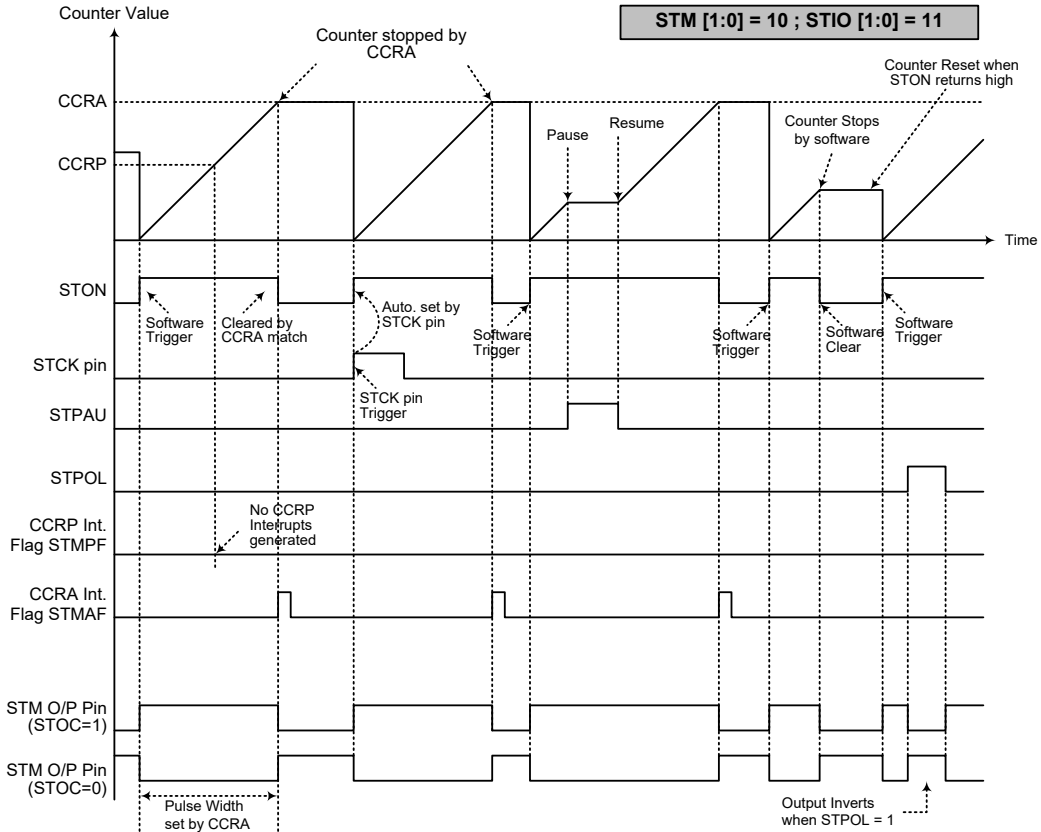 Counter Value
STM [1:0] = 10 ; STIO [1:0] = 11
Counter stopped by
CCRA
Counter Reset when
STON returns high
CCRA
Pause
Resume
Counter Stops
by software
CCRP
Time
STON
Software
Trigger
Cleared by
CCRA match
Auto. set by
STCK pin
Software
Trigger
Software
Trigger
Software
Clear
Software
Trigger
STCK pin
STCK pin
Trigger
STPAU
STPOL
No CCRP
Interrupts
generated
CCRP Int.
Flag STMPF
CCRA Int.
Flag STMAF
STM O/P Pin
(STOC=1)
STM O/P Pin
(STOC=0)
Pulse Width
set by CCRA
Output Inverts
when STPOL = 1